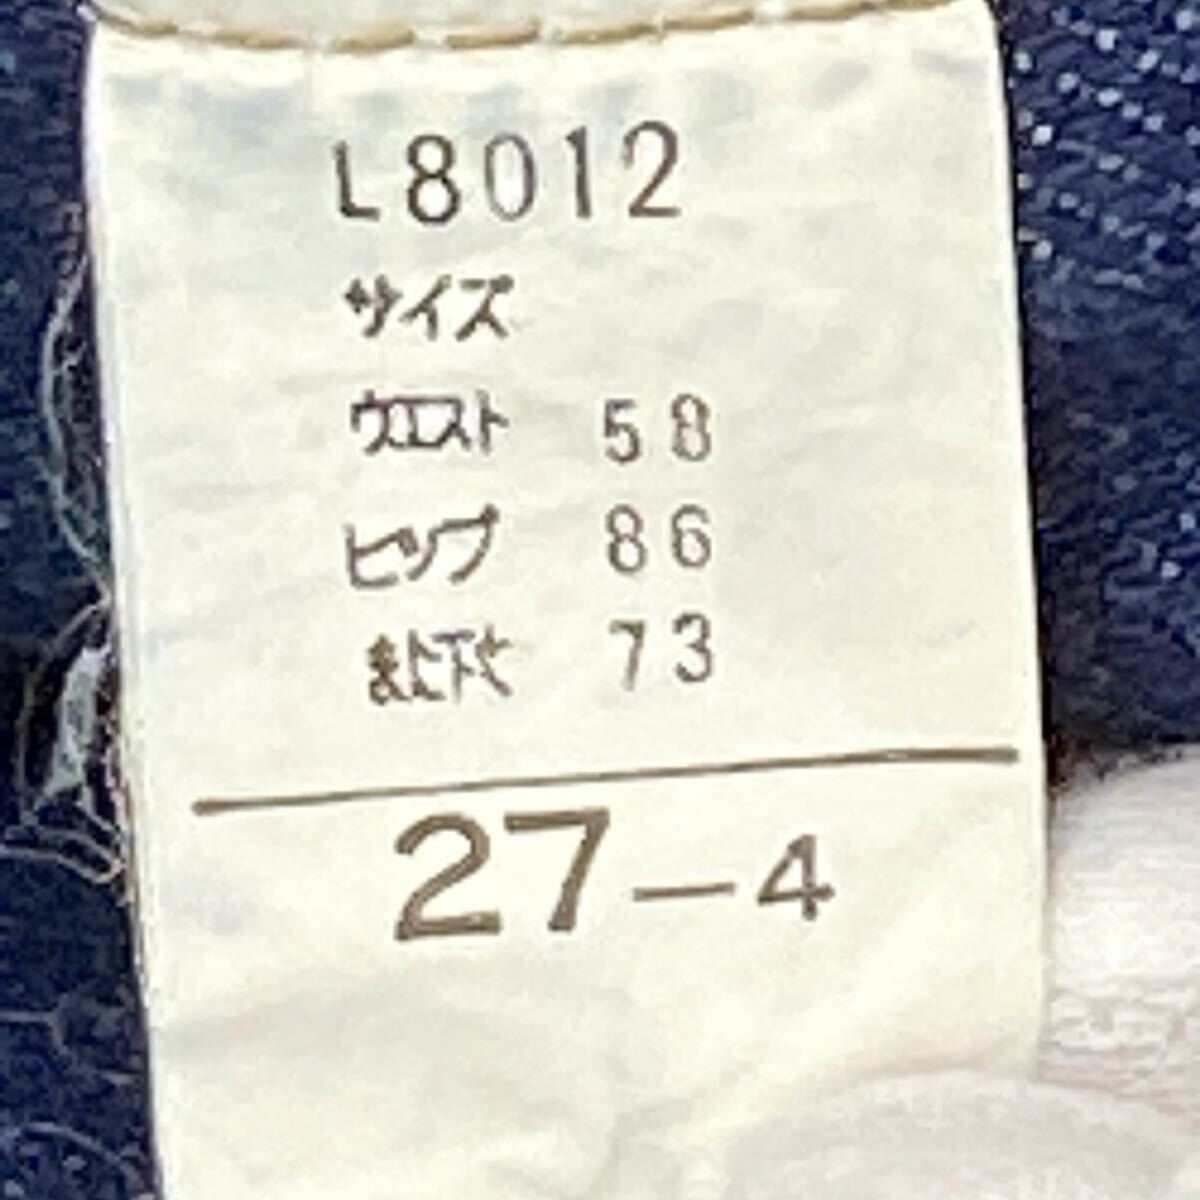 L8012
サイズ
ウエスト 58
ヒップ 86
また下丈 73
27-4